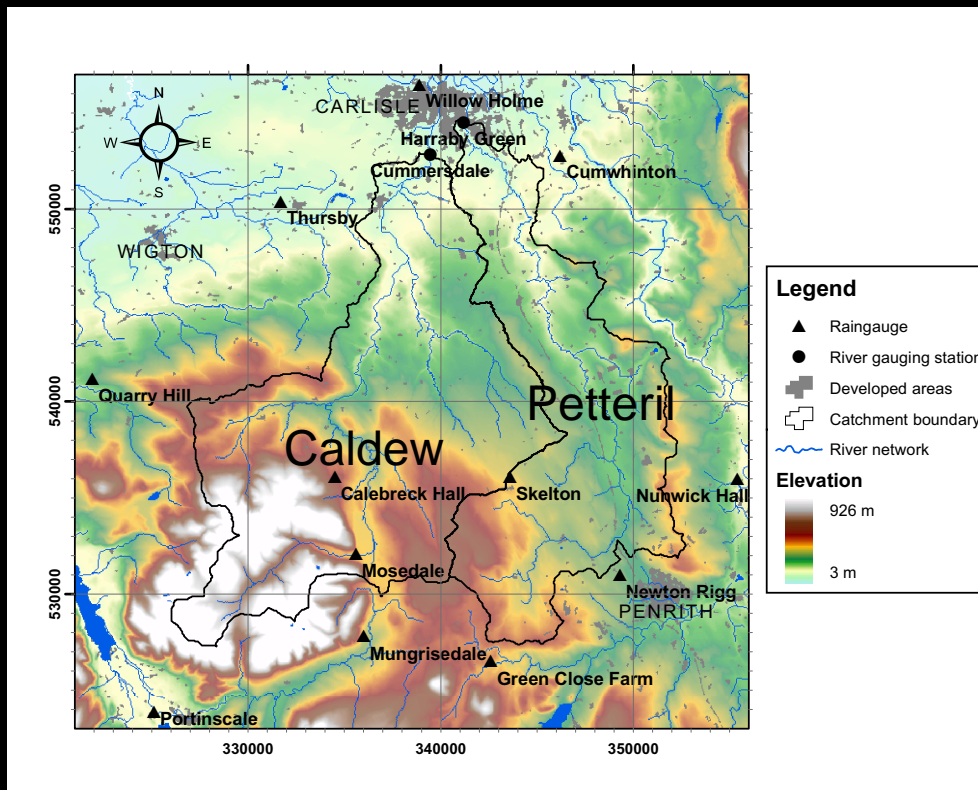 N
W E
S
CARLISLE
Willow Holme
Harraby Green
Cummersdale
Cumwhinton
Thursby
WIGTON
Quarry Hill
Petteril
Caldew
Calebreck Hall
Skelton
Nunwick Hall
Mosedale
Newton Rigg
PENRITH
Mungrisedale
Green Close Farm
Portinscale
550000
540000
530000
330000 340000 350000
Legend
Raingauge
River gauging station
Developed areas
Catchment boundary
River network
Elevation
926 m
3 m